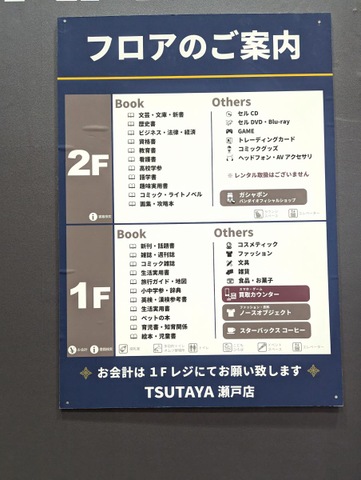 フロアのご案内
2F
Book
文芸・文庫・新書
歴史書
ビジネス・法律・経済
資格書
教育書
看護書
高校学参
語学書
趣味実用書
コミック・ライトノベル
画集・攻略本
Others
セル CD
セル DVD・Blu-ray
GAME
トレーディングカード
コミックグッズ
ヘッドフォン・AV アクセサリ
※ レンタル取扱はございません
ガシャポン
バンダイオフィシャルショップ
1F
Book
新刊・話題書
雑誌・週刊誌
コミック雑誌
生活実用書
旅行ガイド・地図
小中学参・辞典
英検・漢検参考書
生活実用書
ペットの本
育児書・知育関係
絵本・児童書
Others
コスメティック
ファッション
文具
雑貨
食品・お菓子
買取カウンター
ノースオブジェクト
スターバックス コーヒー
お会計は 1Fレジにてお願い致します
TSUTAYA 瀬戸店